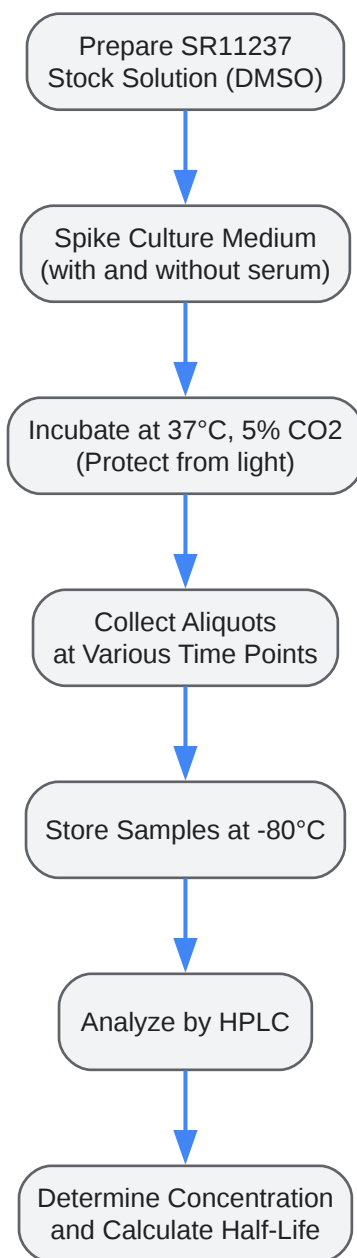 Prepare SR11237
Stock Solution (DMSO)
Spike Culture Medium
(with and without serum)
Incubate at 37°C, 5% CO2
(Protect from light)
Collect Aliquots
at Various Time Points
Store Samples at -80°C
Analyze by HPLC
Determine Concentration
and Calculate Half-Life